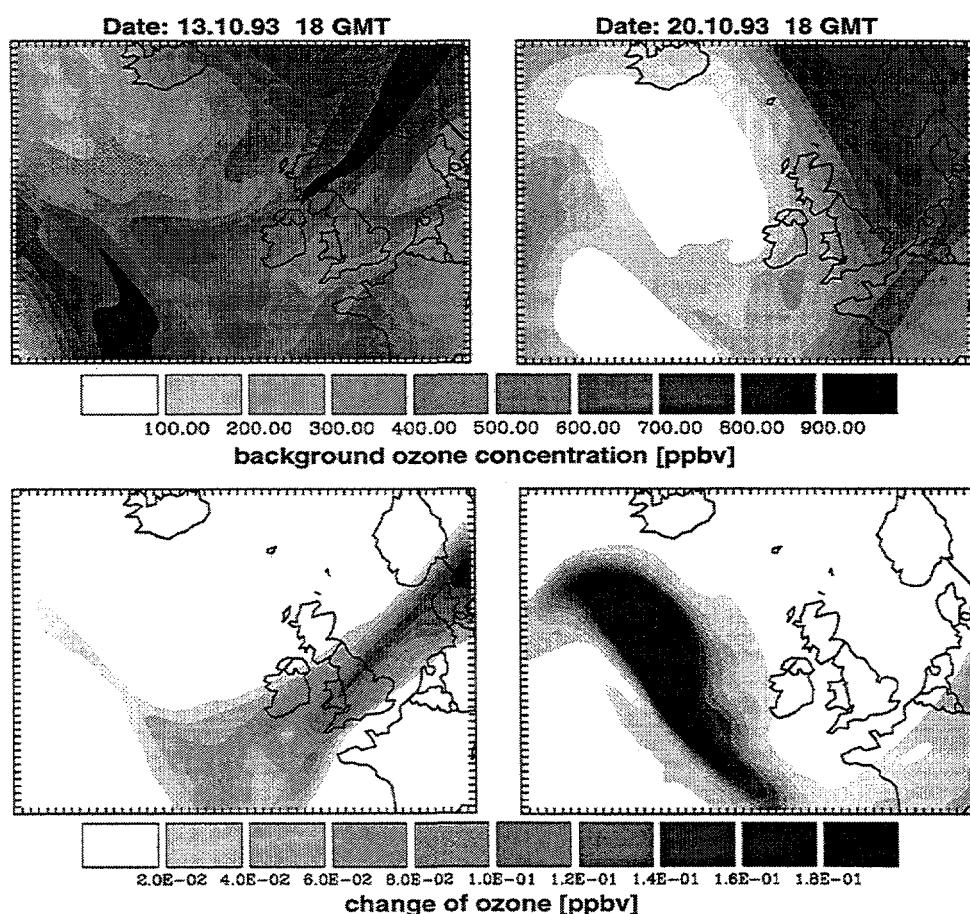 Date: 13.10.93 18 GMT
Date: 20.10.93 18 GMT
100.00 200.00 300.00 400.00 500.00 600.00 700.00 800.00 900.00
background ozone concentration [ppbv]
2.0E-02 4.0E-02 6.0E-02 8.0E-02 1.0E-01 1.2E-01 1.4E-01 1.6E-01 1.8E-01
change of ozone [ppbv]